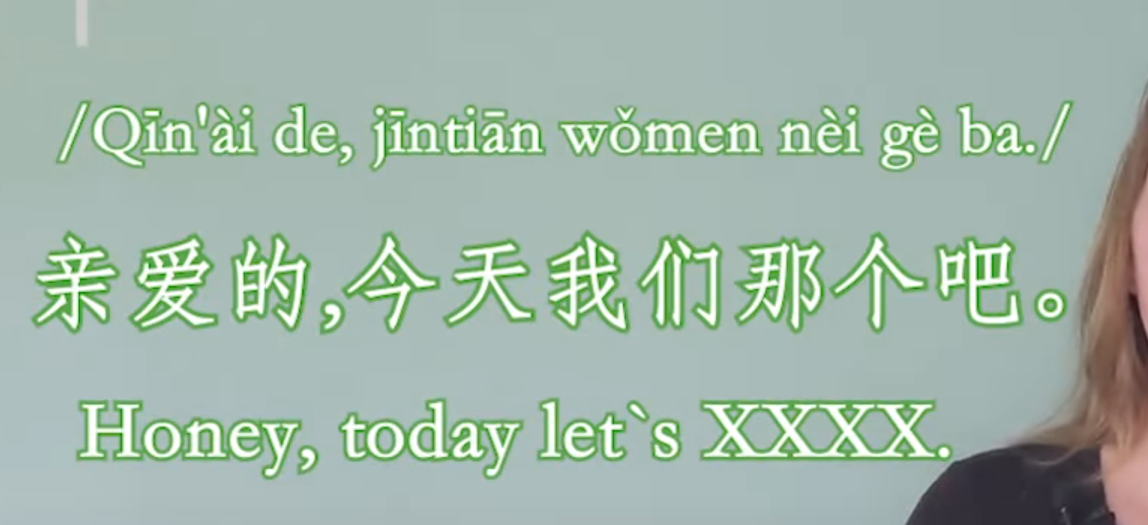 /Qīn'ài de, jīntiān wǒmen nèi gè ba./
亲爱的,今天我们那个吧。
Honey, today let`s XXXX.